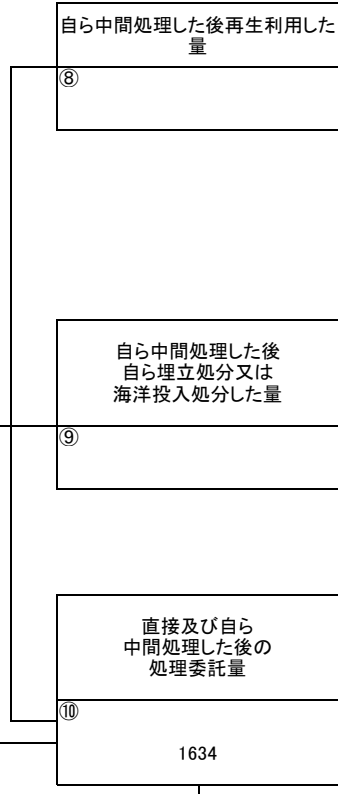 自ら中間処理した後再生利用した
量
⑧
自ら中間処理した後
自ら埋立処分又は
海洋投入処分した量
⑨
直接及び自ら
中間処理した後の
処理委託量
⑩
1634